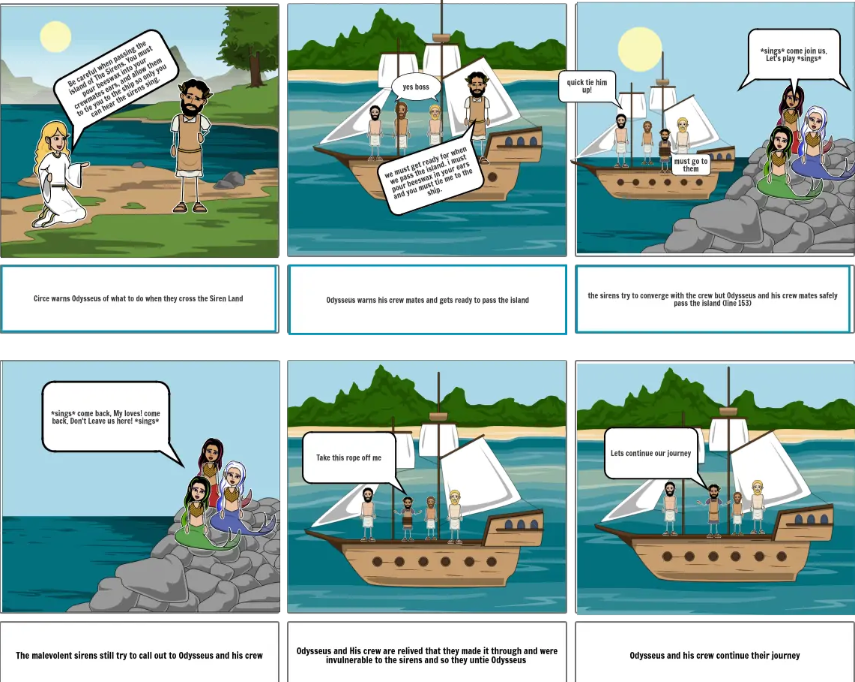 Be careful when passing the
island of The Sirens. You must
pour beeswax into your
crewmates ears, and allow them
to tie you to the ship so only you
can hear the sirens sing.
yes boss
we must get ready for when
we pass the island. I must
pour beeswax in your ears
and you must tie me to the
ship.
quick tie him
up!
*sings* come join us,
Let's play *sings*
must go to
them
Circe warns Odysseus of what to do when they cross the Siren Land
Odysseus warns his crew mates and gets ready to pass the island
the sirens try to converge with the crew but Odysseus and his crew mates safely
pass the island (line 153)
*sings* come back, My loves! come
back, Don't Leave us here! *sings*
Take this rope off me
Lets continue our journey
The malevolent sirens still try to call out to Odysseus and his crew
Odysseus and His crew are relived that they made it through and were
invulnerable to the sirens and so they untie Odysseus
Odysseus and his crew continue their journey